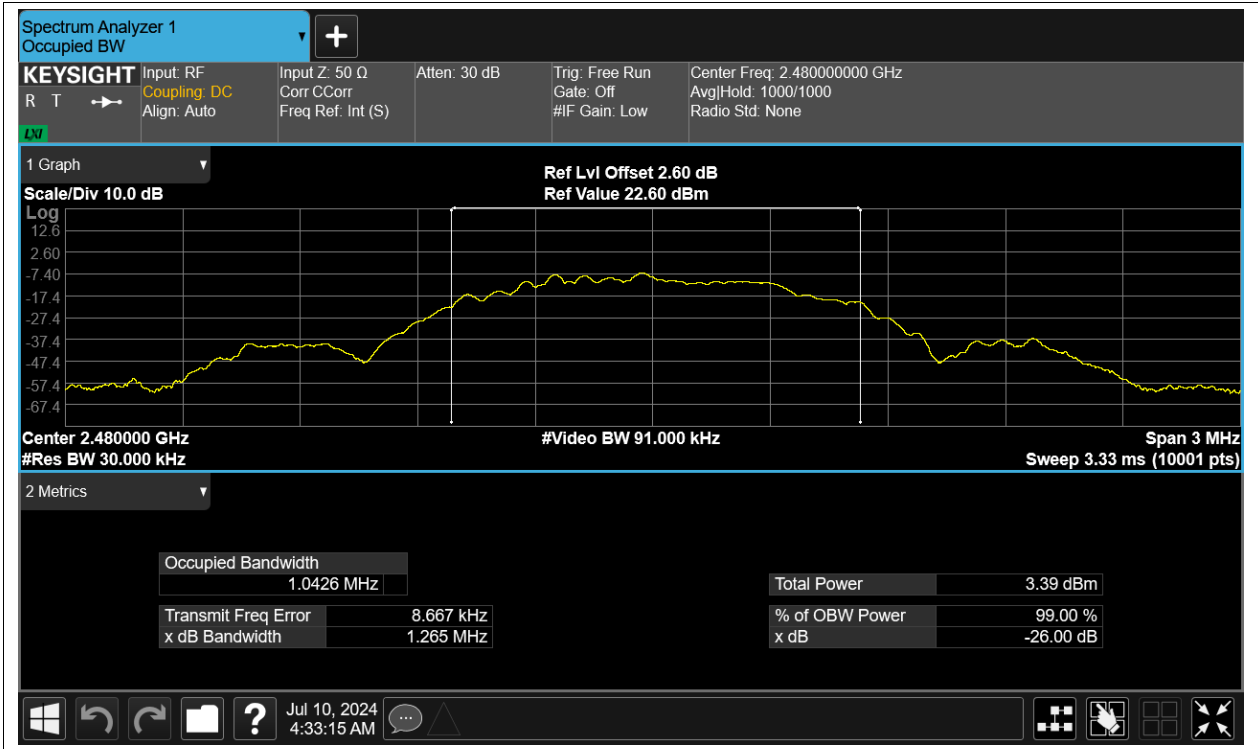 Spectrum Analyzer 1
Occupied BW
KEYSIGHT
R T
LXI
Input: RF
Coupling: DC
Align: Auto
Input Z: 50 Ω
Corr CCorr
Freq Ref: Int (S)
Atten: 30 dB
Trig: Free Run
Gate: Off
#IF Gain: Low
Center Freq: 2.480000000 GHz
Avg|Hold: 1000/1000
Radio Std: None
1 Graph
Scale/Div 10.0 dB
Ref Lvl Offset 2.60 dB
Ref Value 22.60 dBm
Log
12.6
2.60
-7.40
-17.4
-27.4
-37.4
-47.4
-57.4
-67.4
Center 2.480000 GHz
#Video BW 91.000 kHz
Span 3 MHz
#Res BW 30.000 kHz
Sweep 3.33 ms (10001 pts)
2 Metrics
Occupied Bandwidth
1.0426 MHz
Transmit Freq Error 8.667 kHz
x dB Bandwidth 1.265 MHz
Total Power 3.39 dBm
% of OBW Power 99.00 %
x dB -26.00 dB
?
Jul 10, 2024
4:33:15 AM